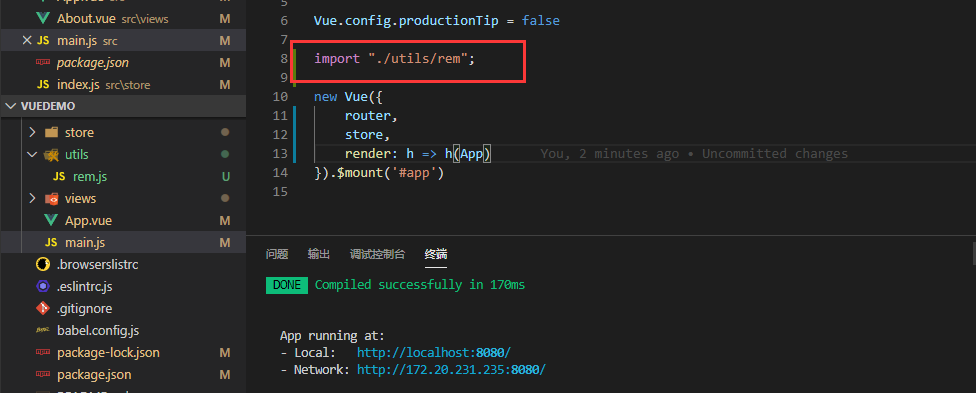 About.vue src\views
JS main.js src M
package.json M
JS index.js src\store M
VUEDEMO
store
utils
JS rem.js U
views
App.vue M
JS main.js M
.browserslistrc
.eslintrc.js
.gitignore
babel.config.js
package-lock.json M
package.json M
5
6 Vue.config.productionTip = false
7
8 import "./utils/rem";
9
10 new Vue({
11 router,
12 store,
13 render: h => h(App) You, 2 minutes ago • Uncommitted changes
14 }).$mount('#app')
15
问题 输出 调试控制台 终端
DONE Compiled successfully in 170ms
App running at:
- Local: http://localhost:8080/
- Network: http://172.20.231.235:8080/